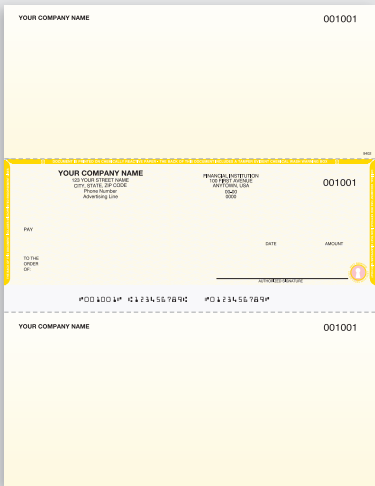 YOUR COMPANY NAME 001001
YOUR COMPANY NAME
123 YOUR STREET NAME
CITY, STATE, ZIP CODE
Phone Number
Advertising Line
FINANCIAL INSTITUTION
100 FIRST AVENUE
ANYTOWN, USA
00-00
0000
001001
PAY
DATE AMOUNT
TO THE
ORDER
OF:
AUTHORIZED SIGNATURE
⑈001001⑈ ⑆123456789⑆ ⑈0123456789⑈
YOUR COMPANY NAME 001001